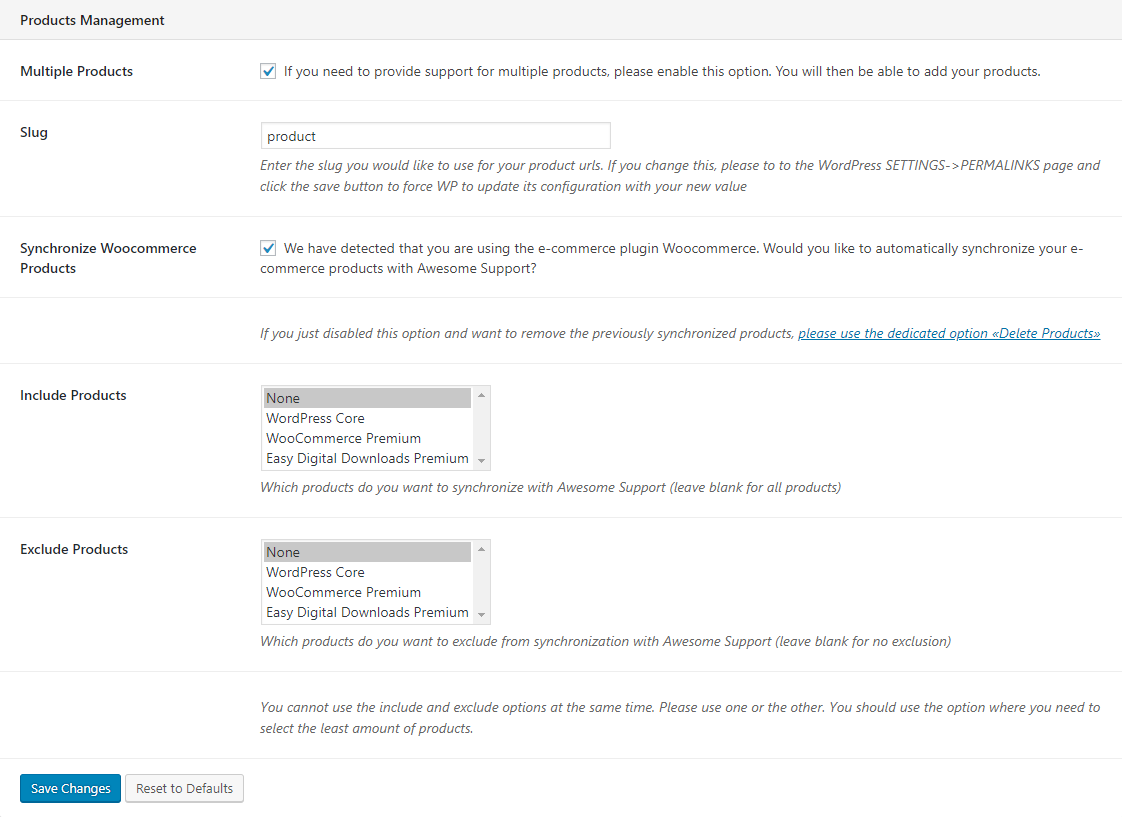 Products Management
Multiple Products
If you need to provide support for multiple products, please enable this option. You will then be able to add your products.
Slug
product
Enter the slug you would like to use for your product urls. If you change this, please to to the WordPress SETTINGS->PERMALINKS page and
click the save button to force WP to update its configuration with your new value
Synchronize Woocommerce
Products
We have detected that you are using the e-commerce plugin Woocommerce. Would you like to automatically synchronize your e-
commerce products with Awesome Support?
If you just disabled this option and want to remove the previously synchronized products, please use the dedicated option «Delete Products»
Include Products
None
WordPress Core
WooCommerce Premium
Easy Digital Downloads Premium
Which products do you want to synchronize with Awesome Support (leave blank for all products)
Exclude Products
None
WordPress Core
WooCommerce Premium
Easy Digital Downloads Premium
Which products do you want to exclude from synchronization with Awesome Support (leave blank for no exclusion)
You cannot use the include and exclude options at the same time. Please use one or the other. You should use the option where you need to
select the least amount of products.
Save Changes
Reset to Defaults